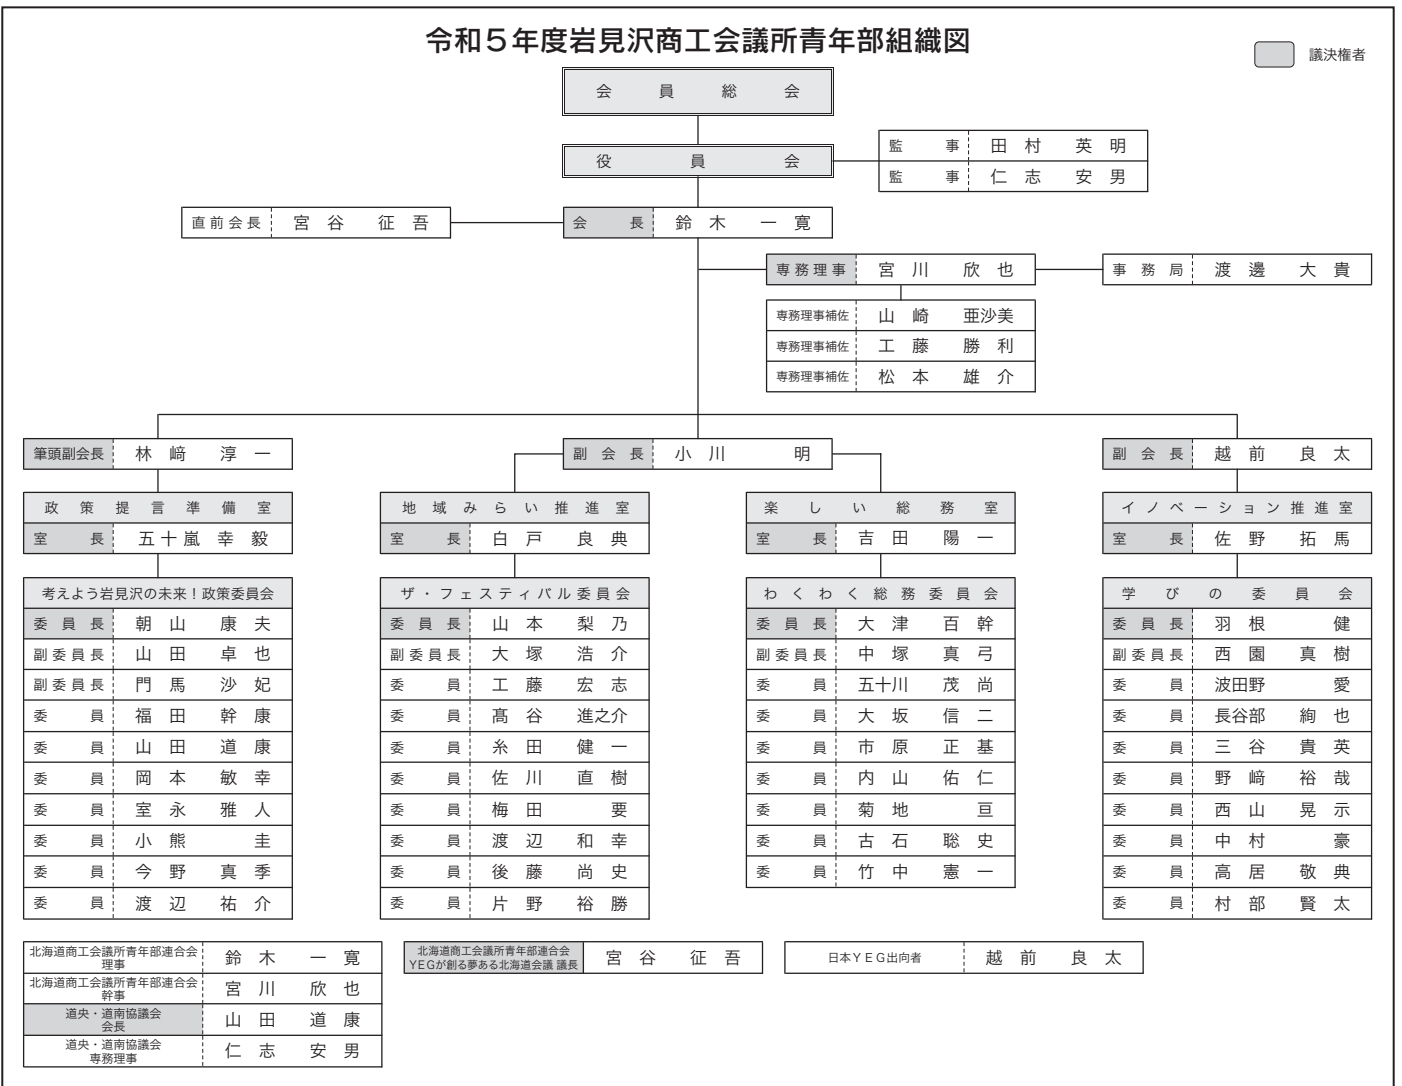 令和5年度岩見沢商工会議所青年部組織図
議決権者
会員総会
役員会
監事 田村 英明
監事 仁志 安男
直前会長 宮谷 征吾
会長 鈴木 一寛
専務理事 宮川 欣也
事務局 渡邊 大貴
専務理事補佐 山崎 亜沙美
専務理事補佐 工藤 勝利
専務理事補佐 松本 雄介
筆頭副会長 林﨑 淳一
副会長 小川 明
副会長 越前 良太
政策提言準備室
室長 五十嵐 幸毅
考えよう岩見沢の未来!政策委員会
委員長 朝山 康夫
副委員長 山田 卓也
副委員長 門馬 沙妃
委員 福田 幹康
委員 山田 道康
委員 岡本 敏幸
委員 室永 雅人
委員 小熊 圭
委員 今野 真季
委員 渡辺 祐介
地域みらい推進室
室長 白戸 良典
ザ・フェスティバル委員会
委員長 山本 梨乃
副委員長 大塚 浩介
委員 工藤 宏志
委員 髙谷 進之介
委員 糸田 健一
委員 佐川 直樹
委員 梅田 要
委員 渡辺 和幸
委員 後藤 尚史
委員 片野 裕勝
楽しい総務室
室長 吉田 陽一
わくわく総務委員会
委員長 大津 百幹
副委員長 中塚 真弓
委員 五十川 茂尚
委員 大坂 信二
委員 市原 正基
委員 内山 佑仁
委員 菊地 亘
委員 古石 聡史
委員 竹中 憲一
イノベーション推進室
室長 佐野 拓馬
学びの委員会
委員長 羽根 健
副委員長 西園 真樹
委員 波田野 愛
委員 長谷部 絢也
委員 三谷 貴英
委員 野﨑 裕哉
委員 西山 晃示
委員 中村 豪
委員 高居 敬典
委員 村部 賢太
北海道商工会議所青年部連合会
理事 鈴木 一寛
北海道商工会議所青年部連合会
幹事 宮川 欣也
道央・道南協議会
会長 山田 道康
道央・道南協議会
専務理事 仁志 安男
北海道商工会議所青年部連合会
YEGが創る夢ある北海道会議 議長 宮谷 征吾
日本YEG出向者 越前 良太